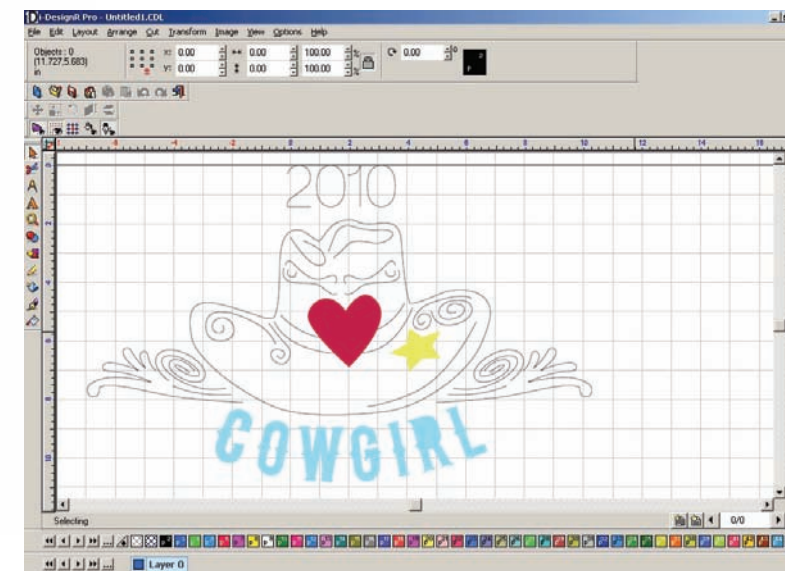 i-DesignR Pro - Untitled1.CDL
File Edit Layout Arrange Cut Transform Image View Options Help
Objects : 0
(11.727,5.683)
in
x: 0.00 0.00 100.00 0.00
y: 0.00 0.00 100.00
2010
COWGIRL
Selecting
0/0
Layer 0